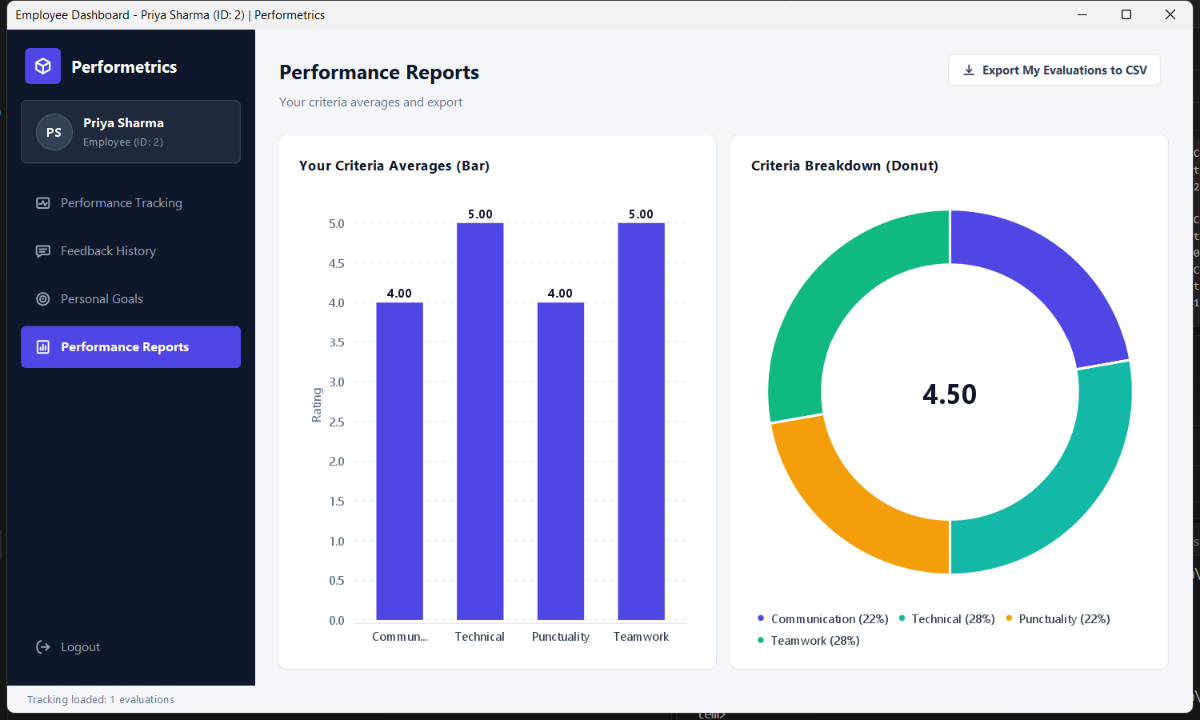 Employee Dashboard - Priya Sharma (ID: 2) | Performetrics
Performetrics
PS
Priya Sharma
Employee (ID: 2)
Performance Tracking
Feedback History
Personal Goals
Performance Reports
Logout
Tracking loaded: 1 evaluations
Performance Reports
Your criteria averages and export
Export My Evaluations to CSV
Your Criteria Averages (Bar)
5.00
5.00
5.0
4.5
4.00
4.00
4.0
3.5
3.0
Rating
2.5
2.0
1.5
1.0
0.5
0.0
Commun...
Technical
Punctuality
Teamwork
Criteria Breakdown (Donut)
4.50
Communication (22%)
Technical (28%)
Punctuality (22%)
Teamwork (28%)